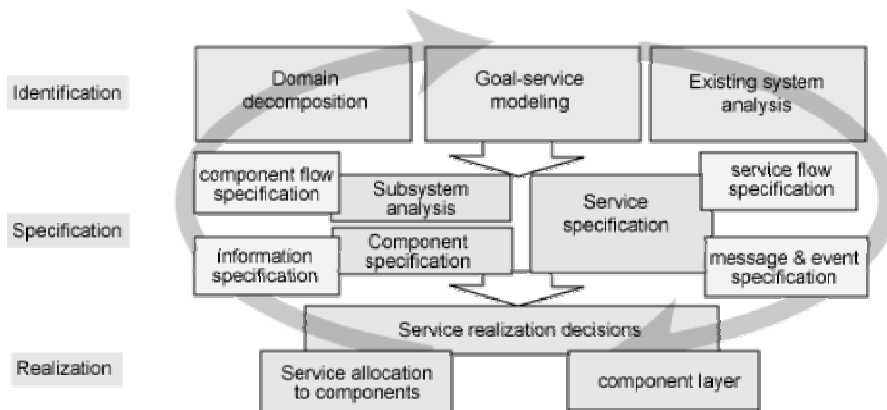 Identification
Domain
decomposition
Goal-service
modeling
Existing system
analysis
Specification
component flow
specification
Subsystem
analysis
Service
specification
service flow
specification
information
specification
Component
specification
message & event
specification
Realization
Service realization decisions
Service allocation
to components
component layer